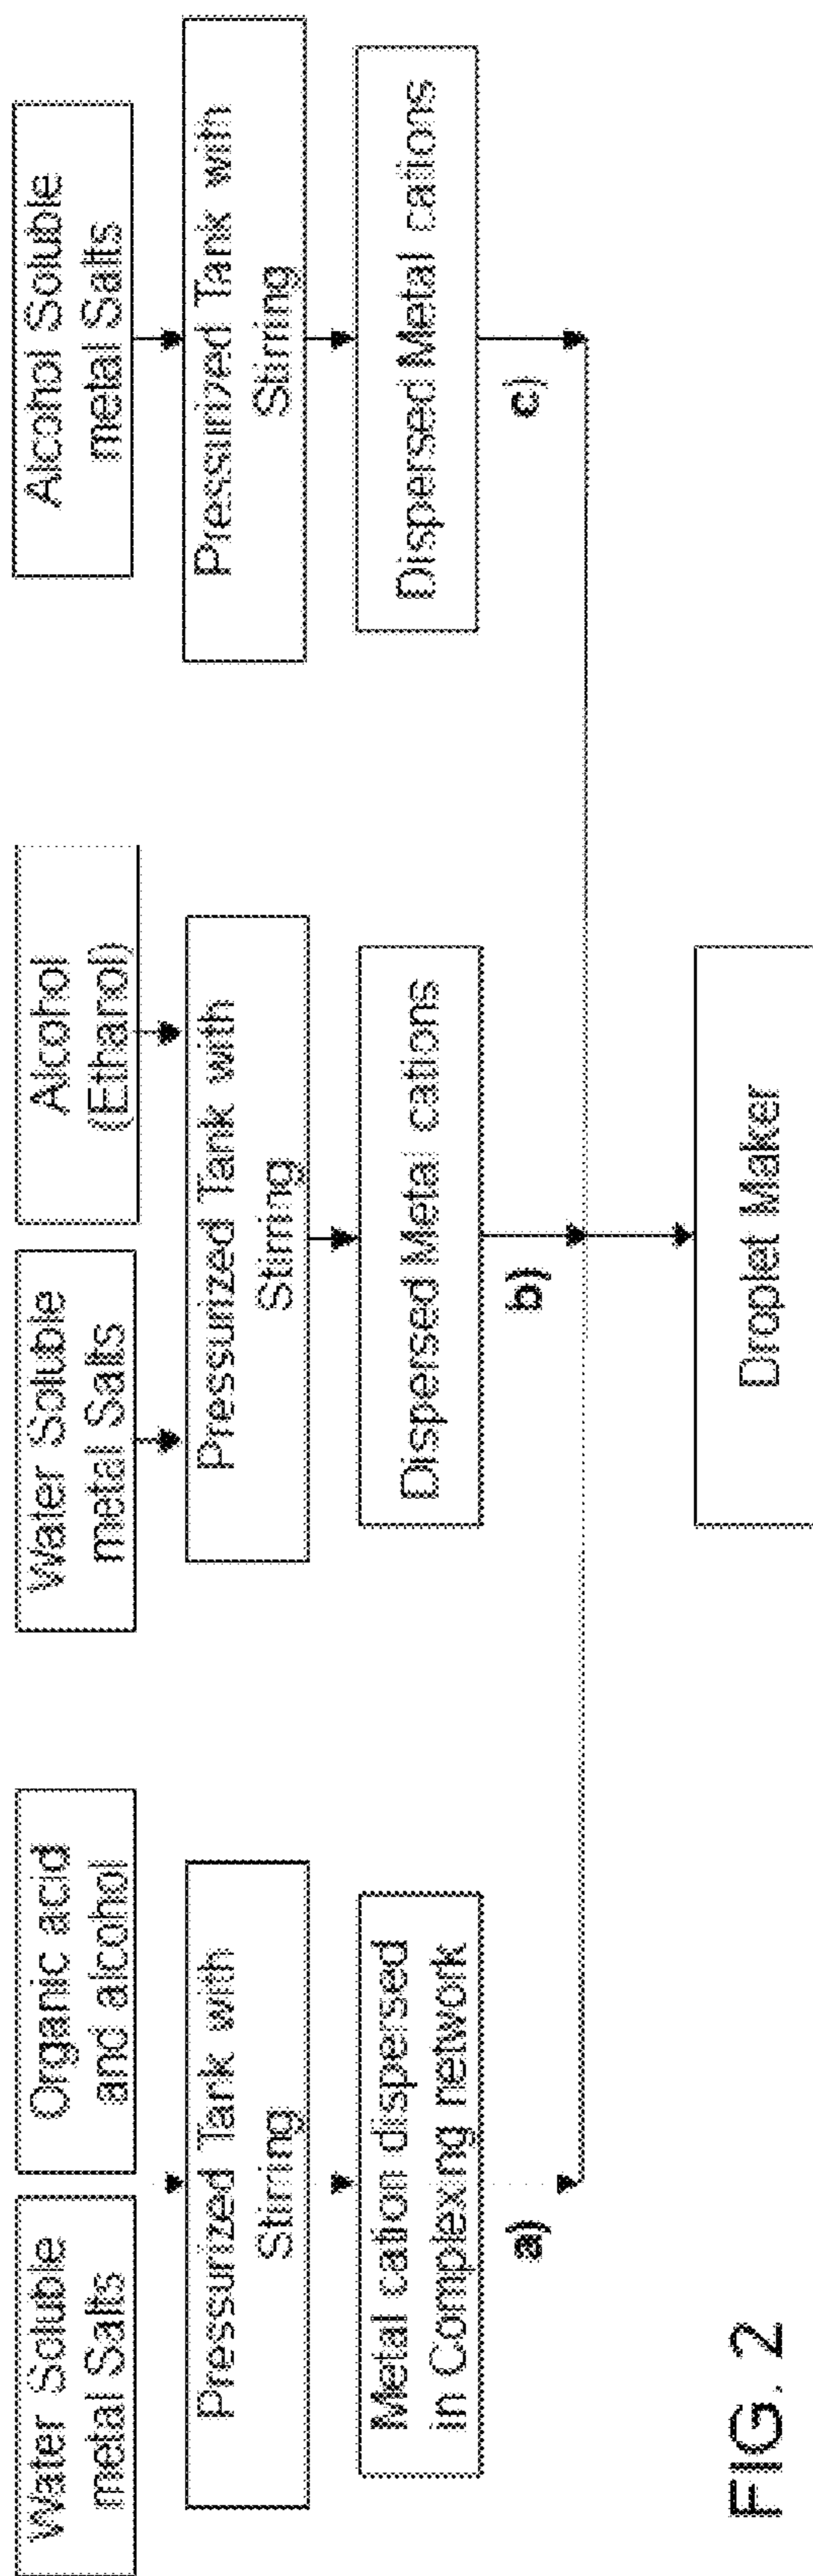 Water Soluble
metal Salts
Organic acid
and alcohol
Pressurized Tank with
Stirring
Metal cation dispersed
in Complexing network
a)
Water Soluble
metal Salts
Alcohol
(Ethanol)
Pressurized Tank with
Stirring
Dispersed Metal cations
b)
Alcohol Soluble
metal Salts
Pressurized Tank with
Stirring
Dispersed Metal cations
c)
Droplet Maker
FIG. 2